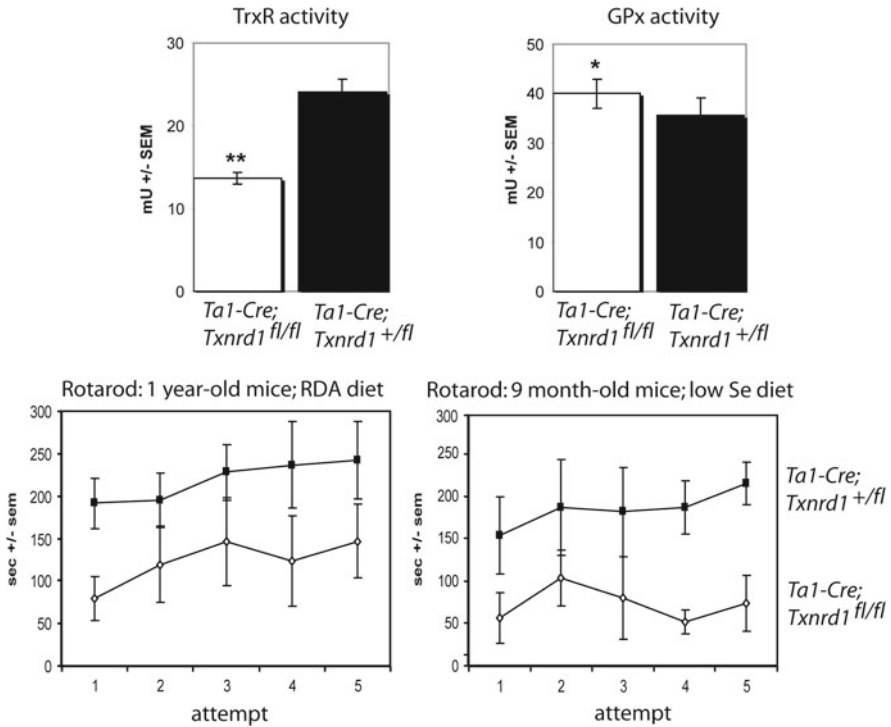 TrxR activity
mU +/- SEM
30
20
10
0
**
Ta1-Cre;
Txnrd1 fl/fl
Ta1-Cre;
Txnrd1 +/fl
GPx activity
mU +/- SEM
50
40
30
20
10
0
*
Ta1-Cre;
Txnrd1 fl/fl
Ta1-Cre;
Txnrd1 +/fl
Rotarod: 1 year-old mice; RDA diet
sec +/- sem
300
250
200
150
100
50
0
1 2 3 4 5
attempt
Rotarod: 9 month-old mice; low Se diet
300
250
200
150
100
50
0
1 2 3 4 5
attempt
Ta1-Cre;
Txnrd1 +/fl
Ta1-Cre;
Txnrd1 fl/fl